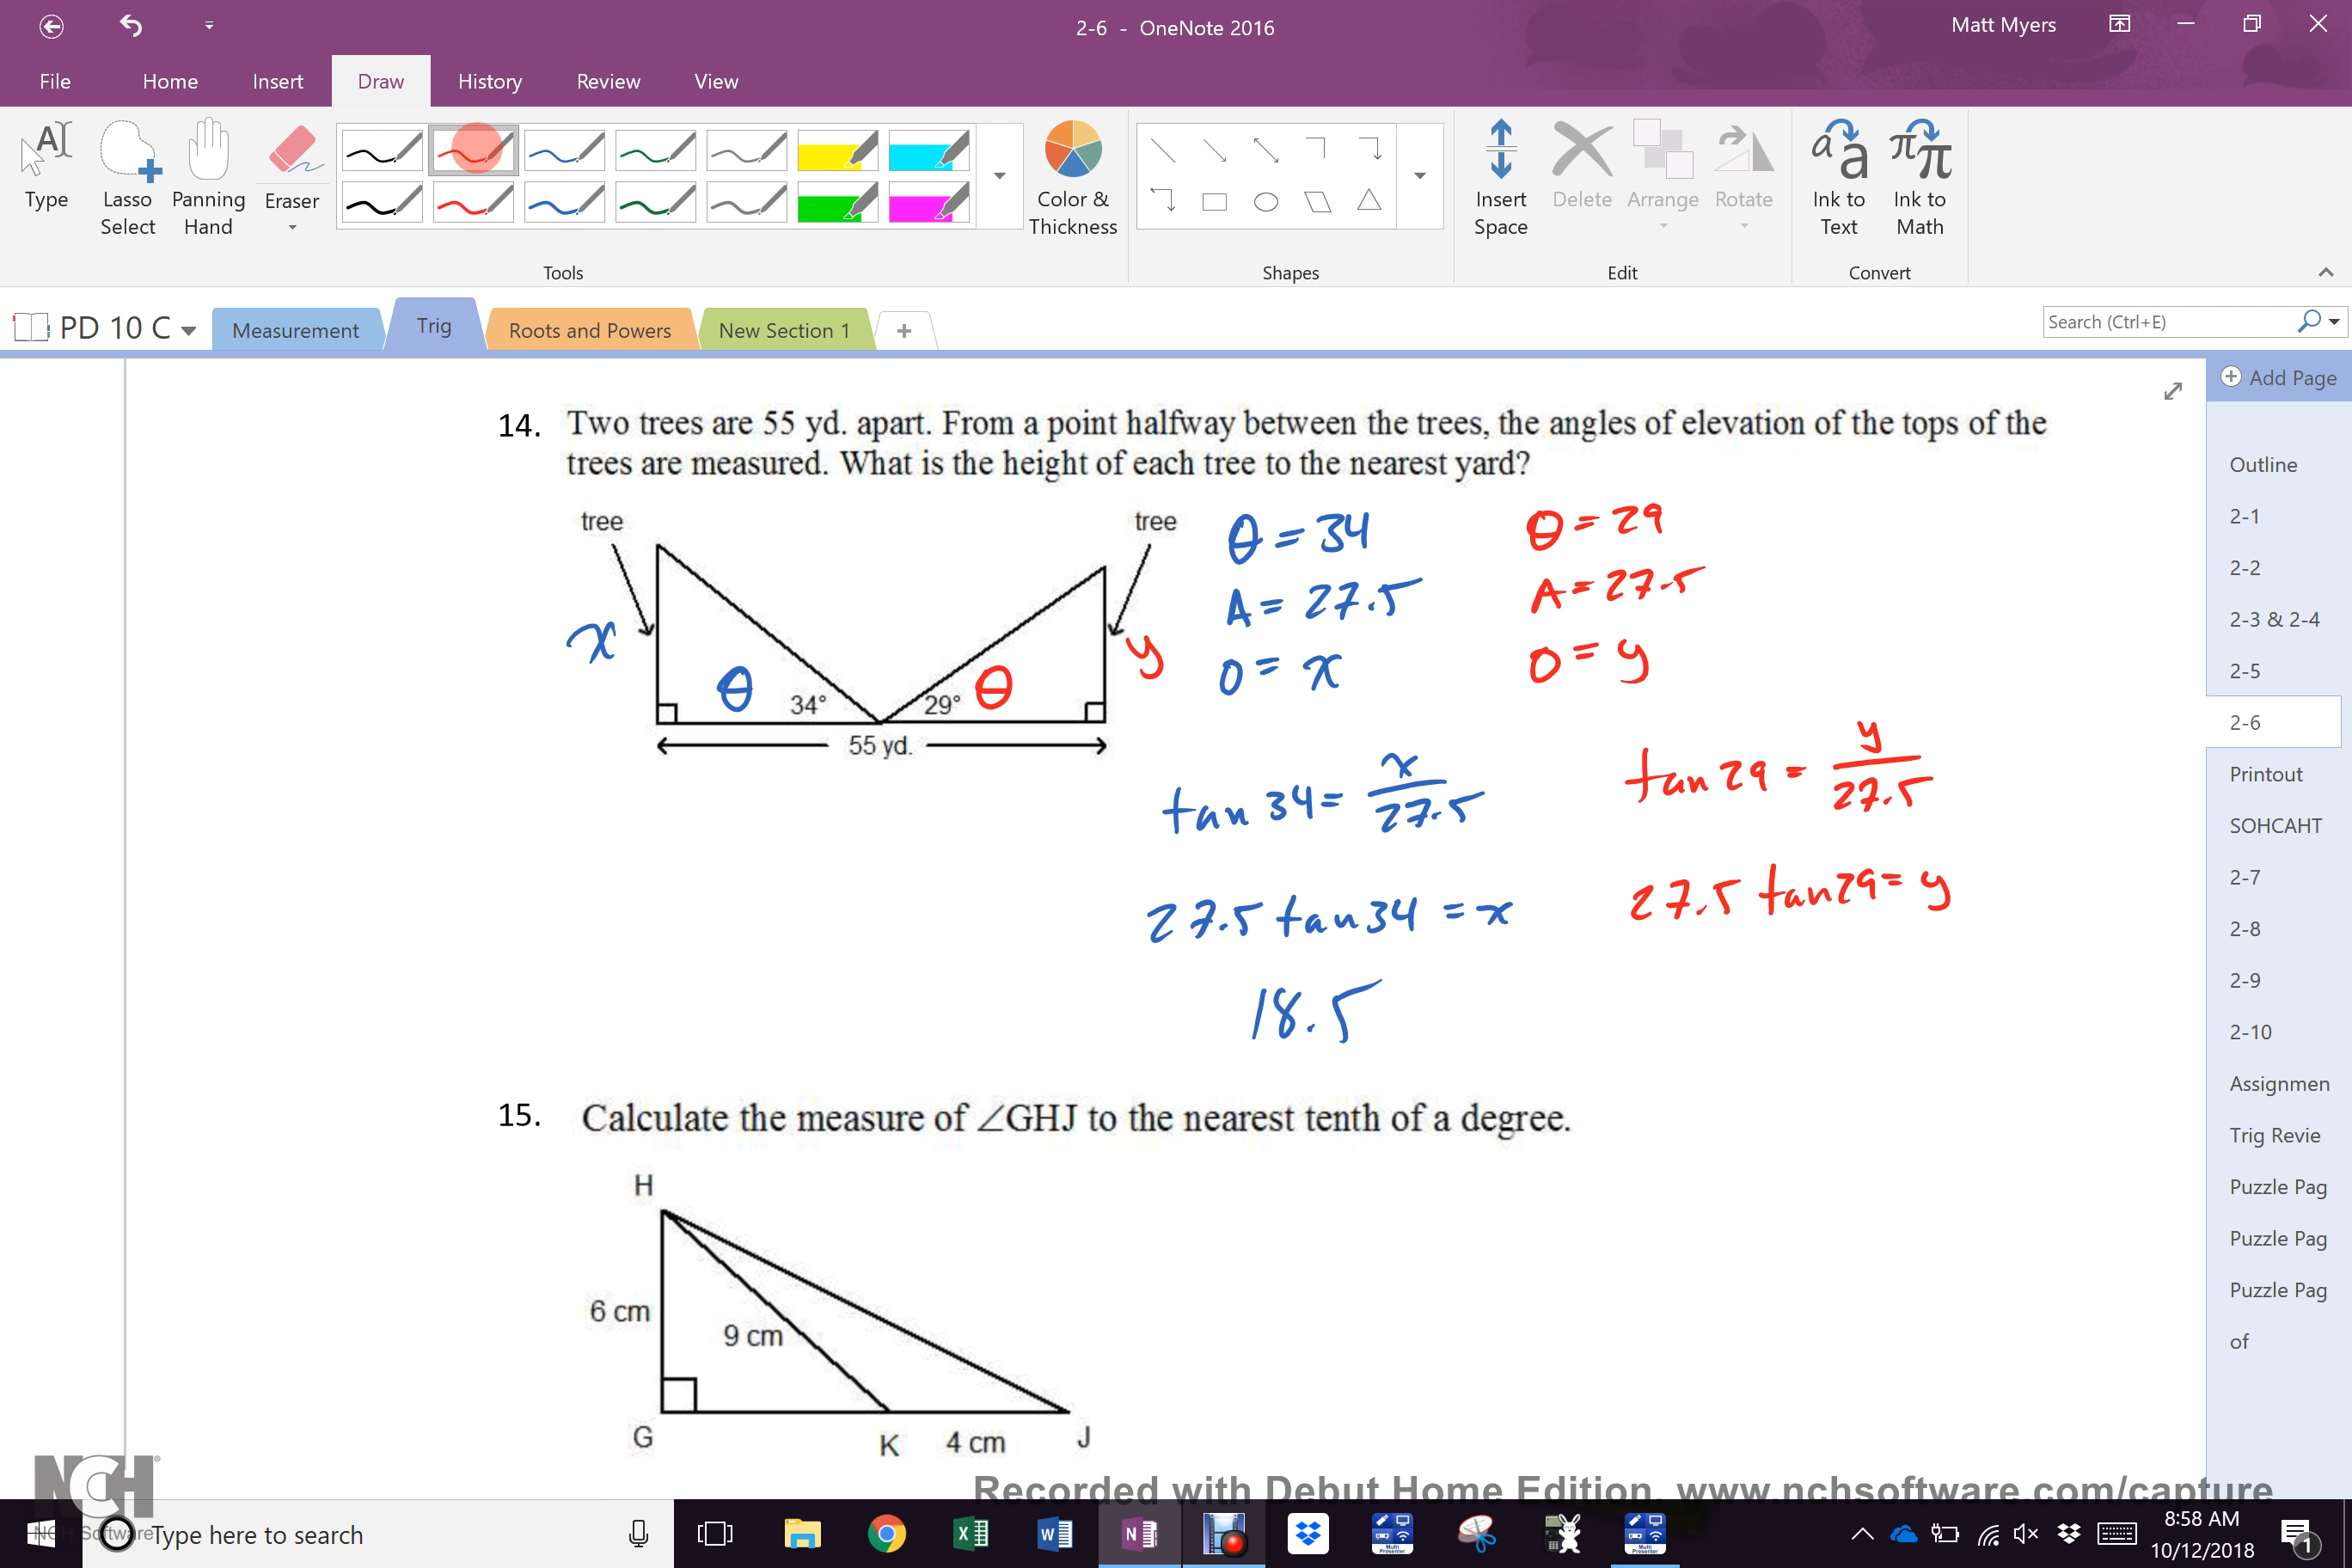 2-6 - OneNote 2016
Matt Myers
File Home Insert Draw History Review View
Type
Lasso Select
Panning Hand
Eraser
Color & Thickness
Insert Space
Delete
Arrange
Rotate
Ink to Text
Ink to Math
Tools
Shapes
Edit
Convert
PD 10 C
Measurement
Trig
Roots and Powers
New Section 1
Search (Ctrl+E)
Add Page
Outline
2-1
2-2
2-3 & 2-4
2-5
2-6
Printout
SOHCAHT
2-7
2-8
2-9
2-10
Assignmen
Trig Revie
Puzzle Pag
Puzzle Pag
Puzzle Pag
of
14. Two trees are 55 yd. apart. From a point halfway between the trees, the angles of elevation of the tops of the
trees are measured. What is the height of each tree to the nearest yard?
tree
tree
x
θ
34°
29°
θ
y
55 yd.
θ = 34
A = 27.5
O = x
tan 34 = x/27.5
27.5 tan 34 = x
18.5
θ = 29
A = 27.5
O = y
tan 29 = y/27.5
27.5 tan 29 = y
15. Calculate the measure of ∠GHJ to the nearest tenth of a degree.
H
6 cm
9 cm
G
K
4 cm
J
NCH
NCH Software
Recorded with Debut Home Edition. www.nchsoftware.com/capture
Type here to search
8:58 AM
10/12/2018
1